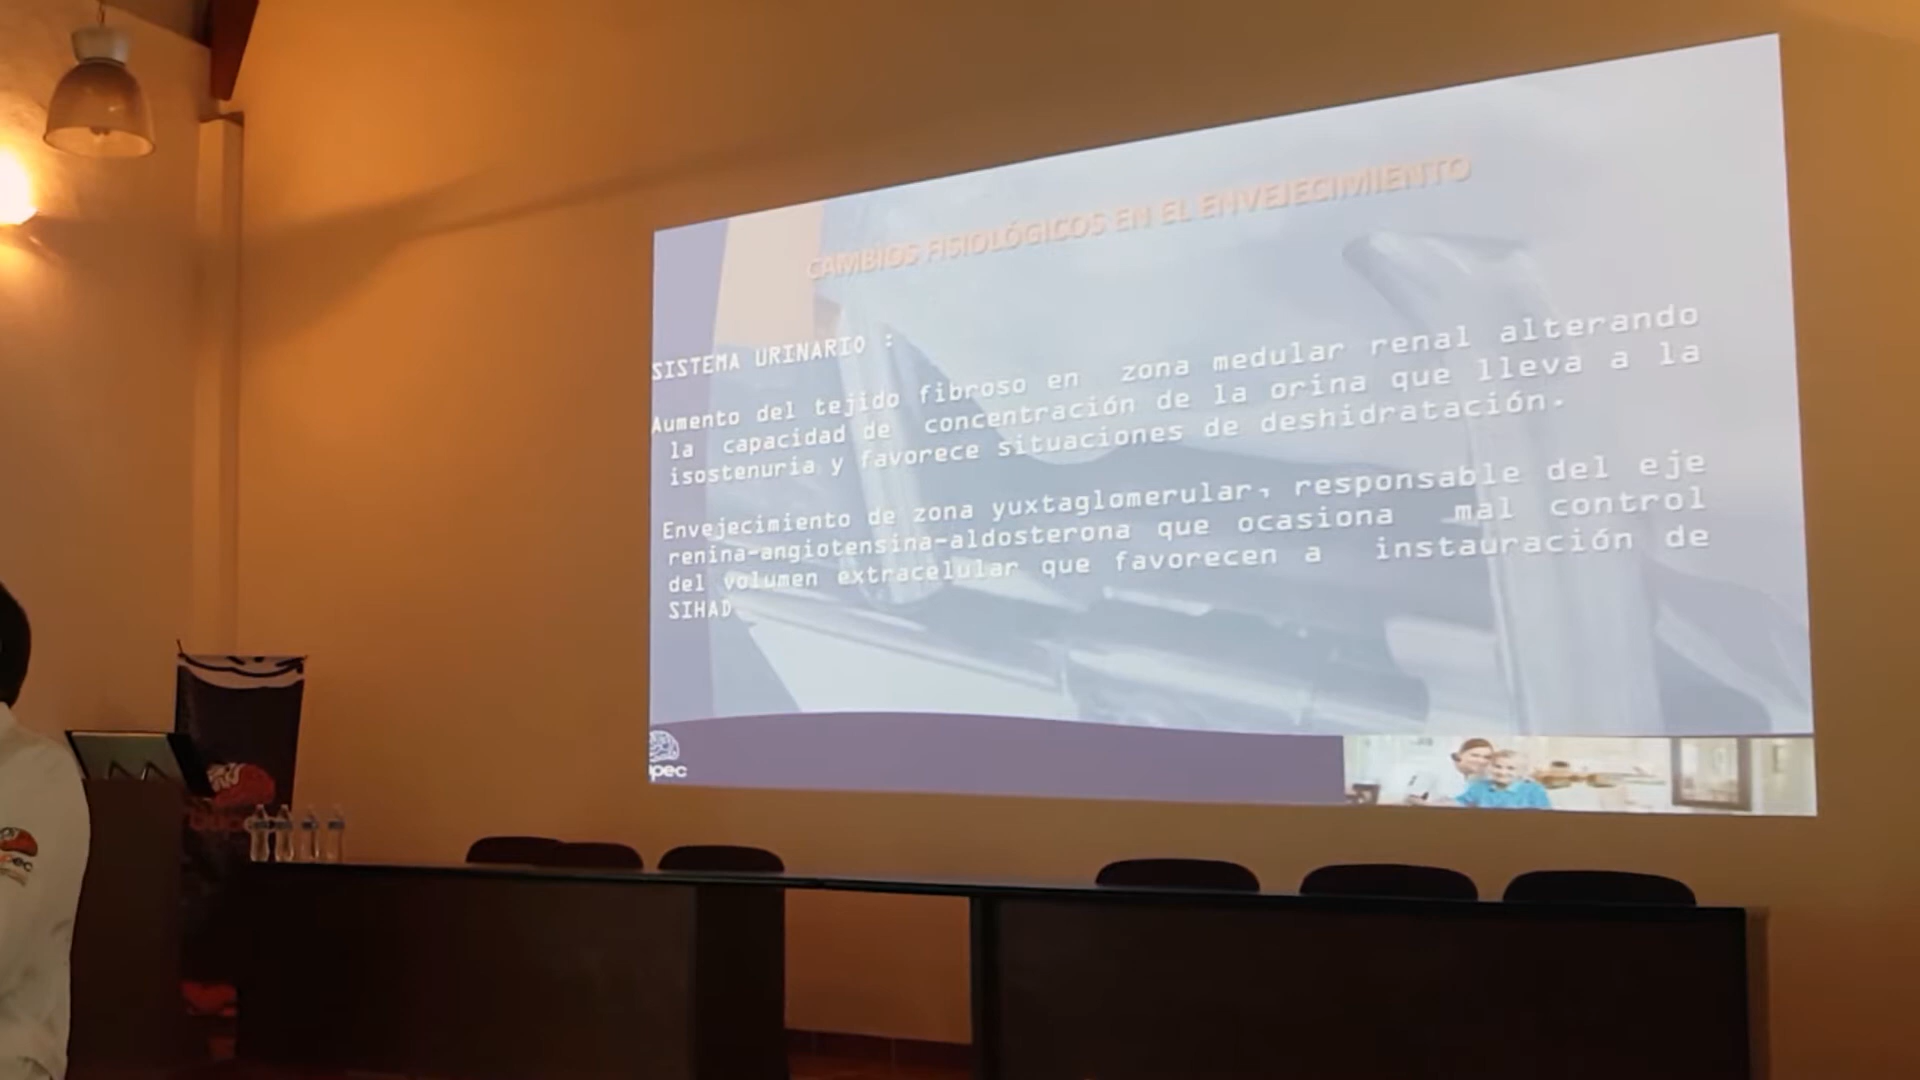 CAMBIOS FISIOLÓGICOS EN EL ENVEJECIMIENTO
SISTEMA URINARIO :
Aumento del tejido fibroso en zona medular renal alterando
la capacidad de concentración de la orina que lleva a la
isostenuria y favorece situaciones de deshidratación.
Envejecimiento de zona yuxtaglomerular, responsable del eje
renina-angiotensina-aldosterona que ocasiona mal control
del volumen extracelular que favorecen a instauración de
SIHAD
pec
pec